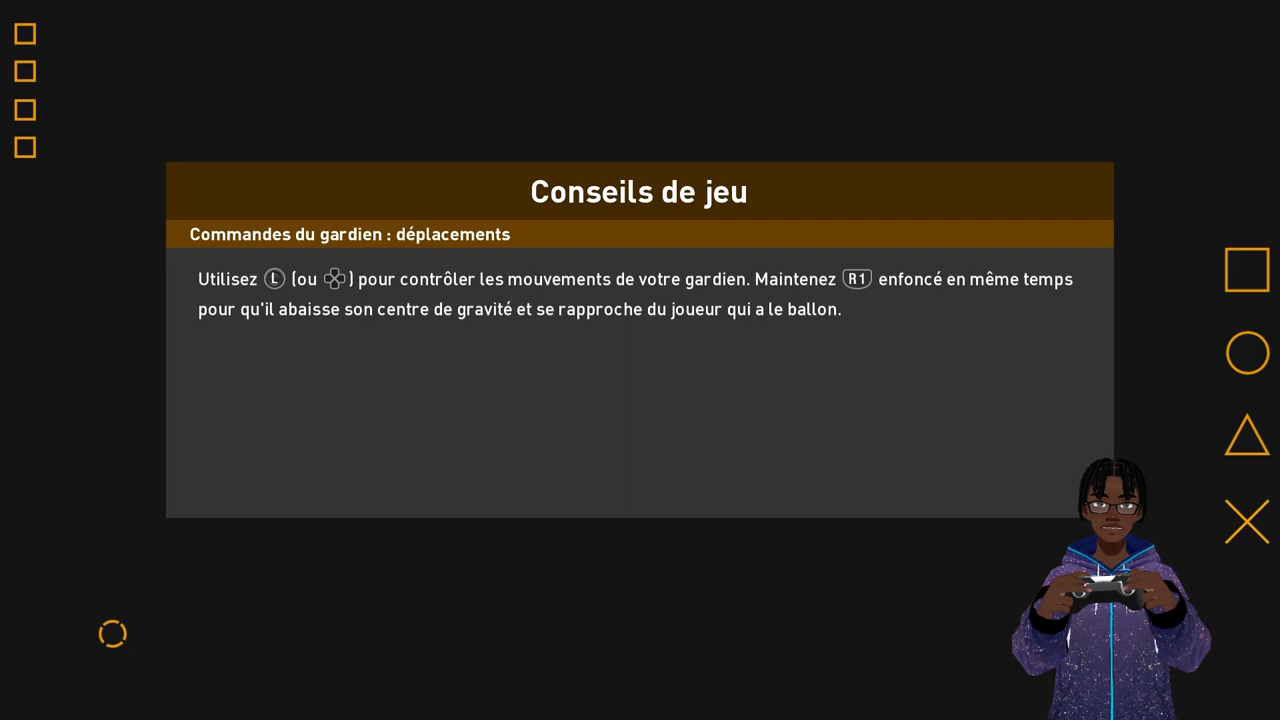 Conseils de jeu
Commandes du gardien : déplacements
Utilisez L (ou ) pour contrôler les mouvements de votre gardien. Maintenez R1 enfoncé en même temps
pour qu'il abaisse son centre de gravité et se rapproche du joueur qui a le ballon.